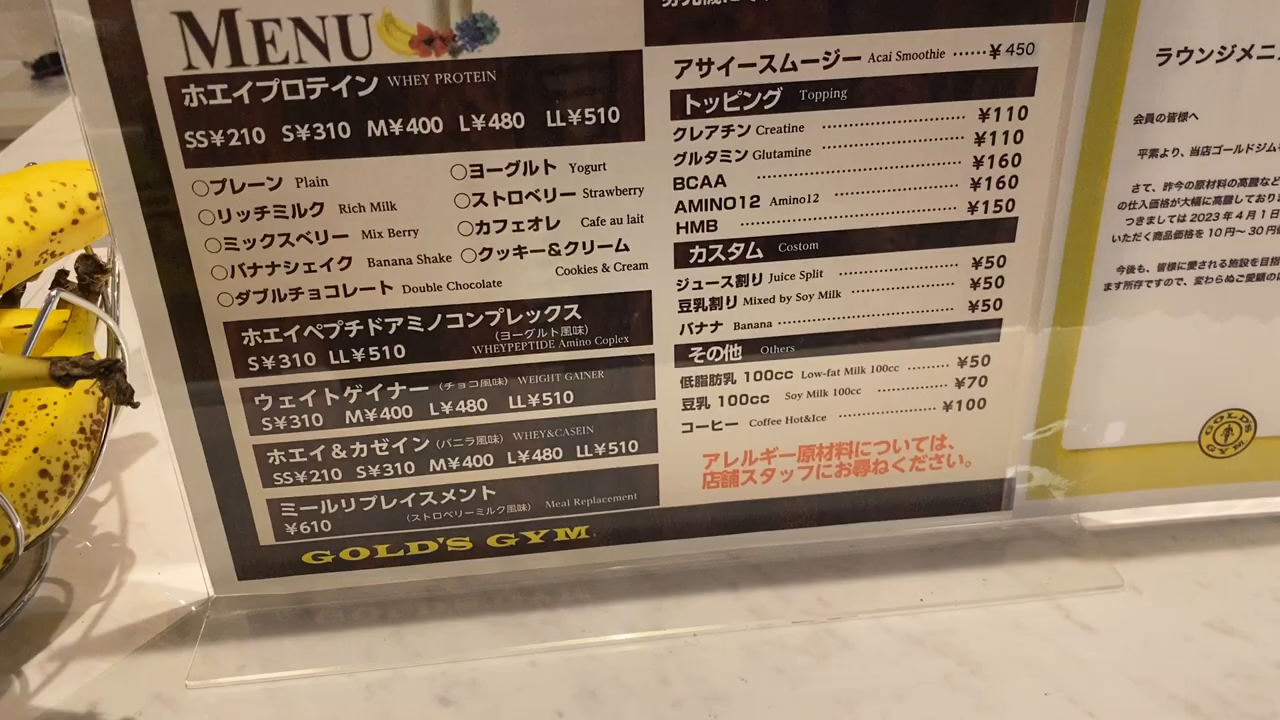 MENU
ホエイプロテイン WHEY PROTEIN
SS¥210 S¥310 M¥400 L¥480 LL¥510
○プレーン Plain
○リッチミルク Rich Milk
○ミックスベリー Mix Berry
○バナナシェイク Banana Shake
○ダブルチョコレート Double Chocolate
○ヨーグルト Yogurt
○ストロベリー Strawberry
○カフェオレ Cafe au lait
○クッキー&クリーム
Cookies & Cream
ホエイペプチドアミノコンプレックス
(ヨーグルト風味)
S¥310 LL¥510 WHEYPEPTIDE Amino Coplex
ウェイトゲイナー (チョコ風味) WEIGHT GAINER
S¥310 M¥400 L¥480 LL¥510
ホエイ&カゼイン (バニラ風味) WHEY&CASEIN
SS¥210 S¥310 M¥400 L¥480 LL¥510
ミールリプレイスメント
¥610 (ストロベリーミルク風味) Meal Replacement
GOLD'S GYM
アサイースムージー Acai Smoothie ……¥450
トッピング Topping
クレアチン Creatine ……¥110
グルタミン Glutamine ……¥110
BCAA ……¥160
AMINO12 Amino12 ……¥160
HMB ……¥150
カスタム Costom
ジュース割り Juice Split ……¥50
豆乳割り Mixed by Soy Milk ……¥50
バナナ Banana ……¥50
その他 Others
低脂肪乳 100cc Low-fat Milk 100cc ……¥50
豆乳 100cc Soy Milk 100cc ……¥70
コーヒー Coffee Hot&Ice ……¥100
アレルギー原材料については、
店舗スタッフにお尋ねください。
ラウンジメニ
会員の皆様へ
平素より、当店ゴールドジム
さて、昨今の原材料の高騰など
の仕入価格が大幅に高騰しており
つきましては 2023 年 4 月 1 日
いただく商品価格を 10 円～ 30 円
今後も、皆様に愛される施設を目指
ます所存ですので、変わらぬご愛顧の
GOLD'S GYM